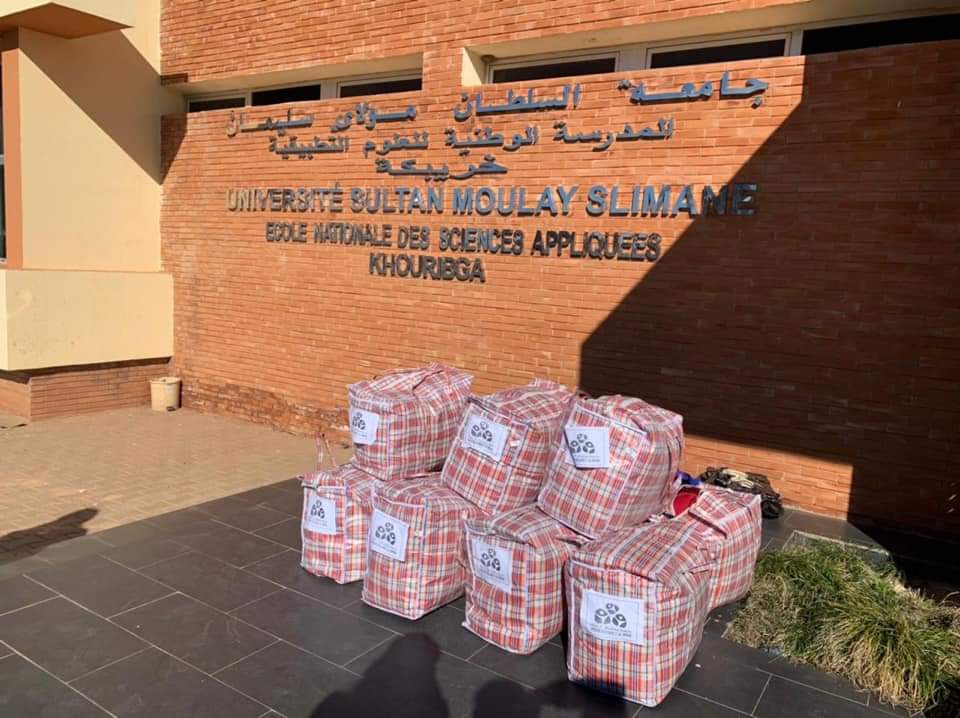 جامعة السلطان مولاي سليمان
المدرسة الوطنية للعلوم التطبيقية
خريبكة
UNIVERSITÉ SULTAN MOULAY SLIMANE
ECOLE NATIONALE DES SCIENCES APPLIQUEES
KHOURIBGA